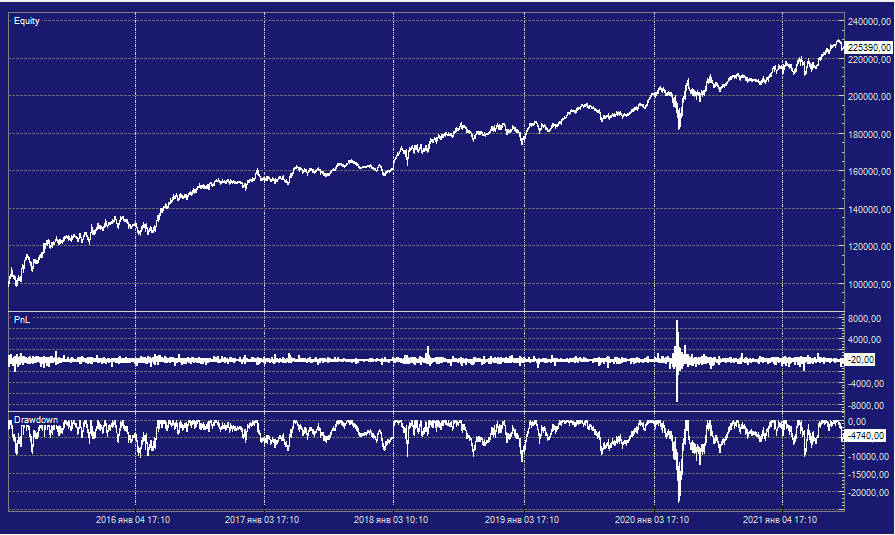 Equity
240000,00
225390,00
220000,00
200000,00
180000,00
160000,00
140000,00
120000,00
100000,00
PnL
8000,00
4000,00
-20,00
-4000,00
-8000,00
Drawdown
0,00
-4740,00
-10000,00
-15000,00
-20000,00
2016 янв 04 17:10
2017 янв 03 17:10
2018 янв 03 10:10
2019 янв 03 17:10
2020 янв 03 17:10
2021 янв 04 17:10